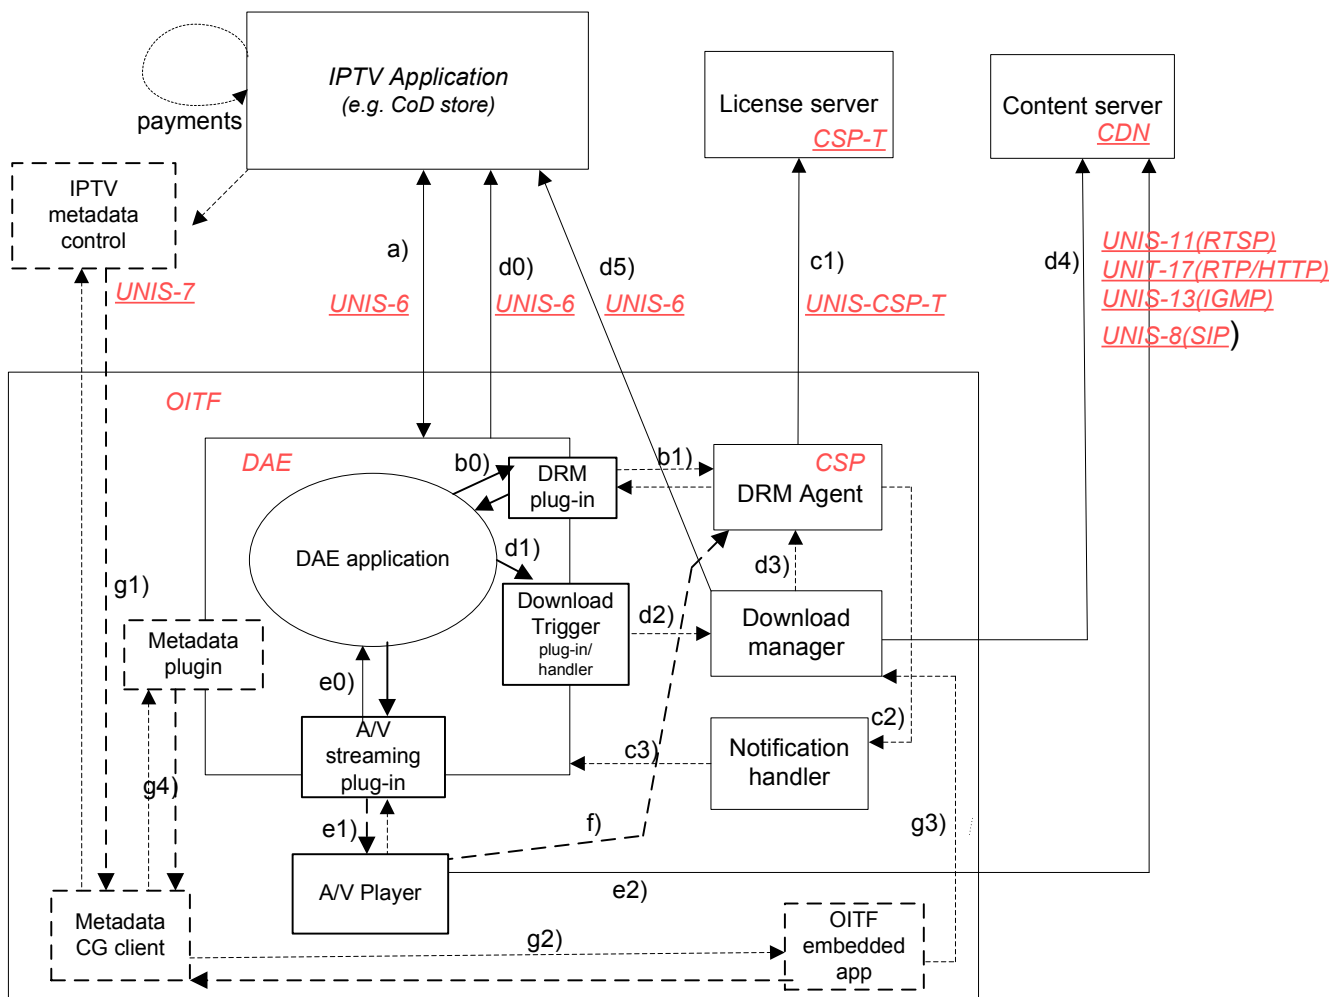 IPTV Application
(e.g. CoD store)
payments
License server
CSP-T
Content server
CDN
IPTV
metadata
control
UNIS-7
a)
UNIS-6
d0)
UNIS-6
d5)
UNIS-6
c1)
UNIS-CSP-T
d4)
UNIS-11(RTSP)
UNIT-17(RTP/HTTP)
UNIS-13(IGMP)
UNIS-8(SIP)
OITF
DAE
b0)
DRM
plug-in
b1)
CSP
DRM Agent
DAE application
d1)
d3)
g1)
Download
Trigger
plug-in/
handler
d2)
Download
manager
Metadata
plugin
e0)
A/V
streaming
plug-in
c2)
c3)
Notification
handler
g4)
e1)
f)
g3)
A/V Player
e2)
Metadata
CG client
g2)
OITF
embedded
app